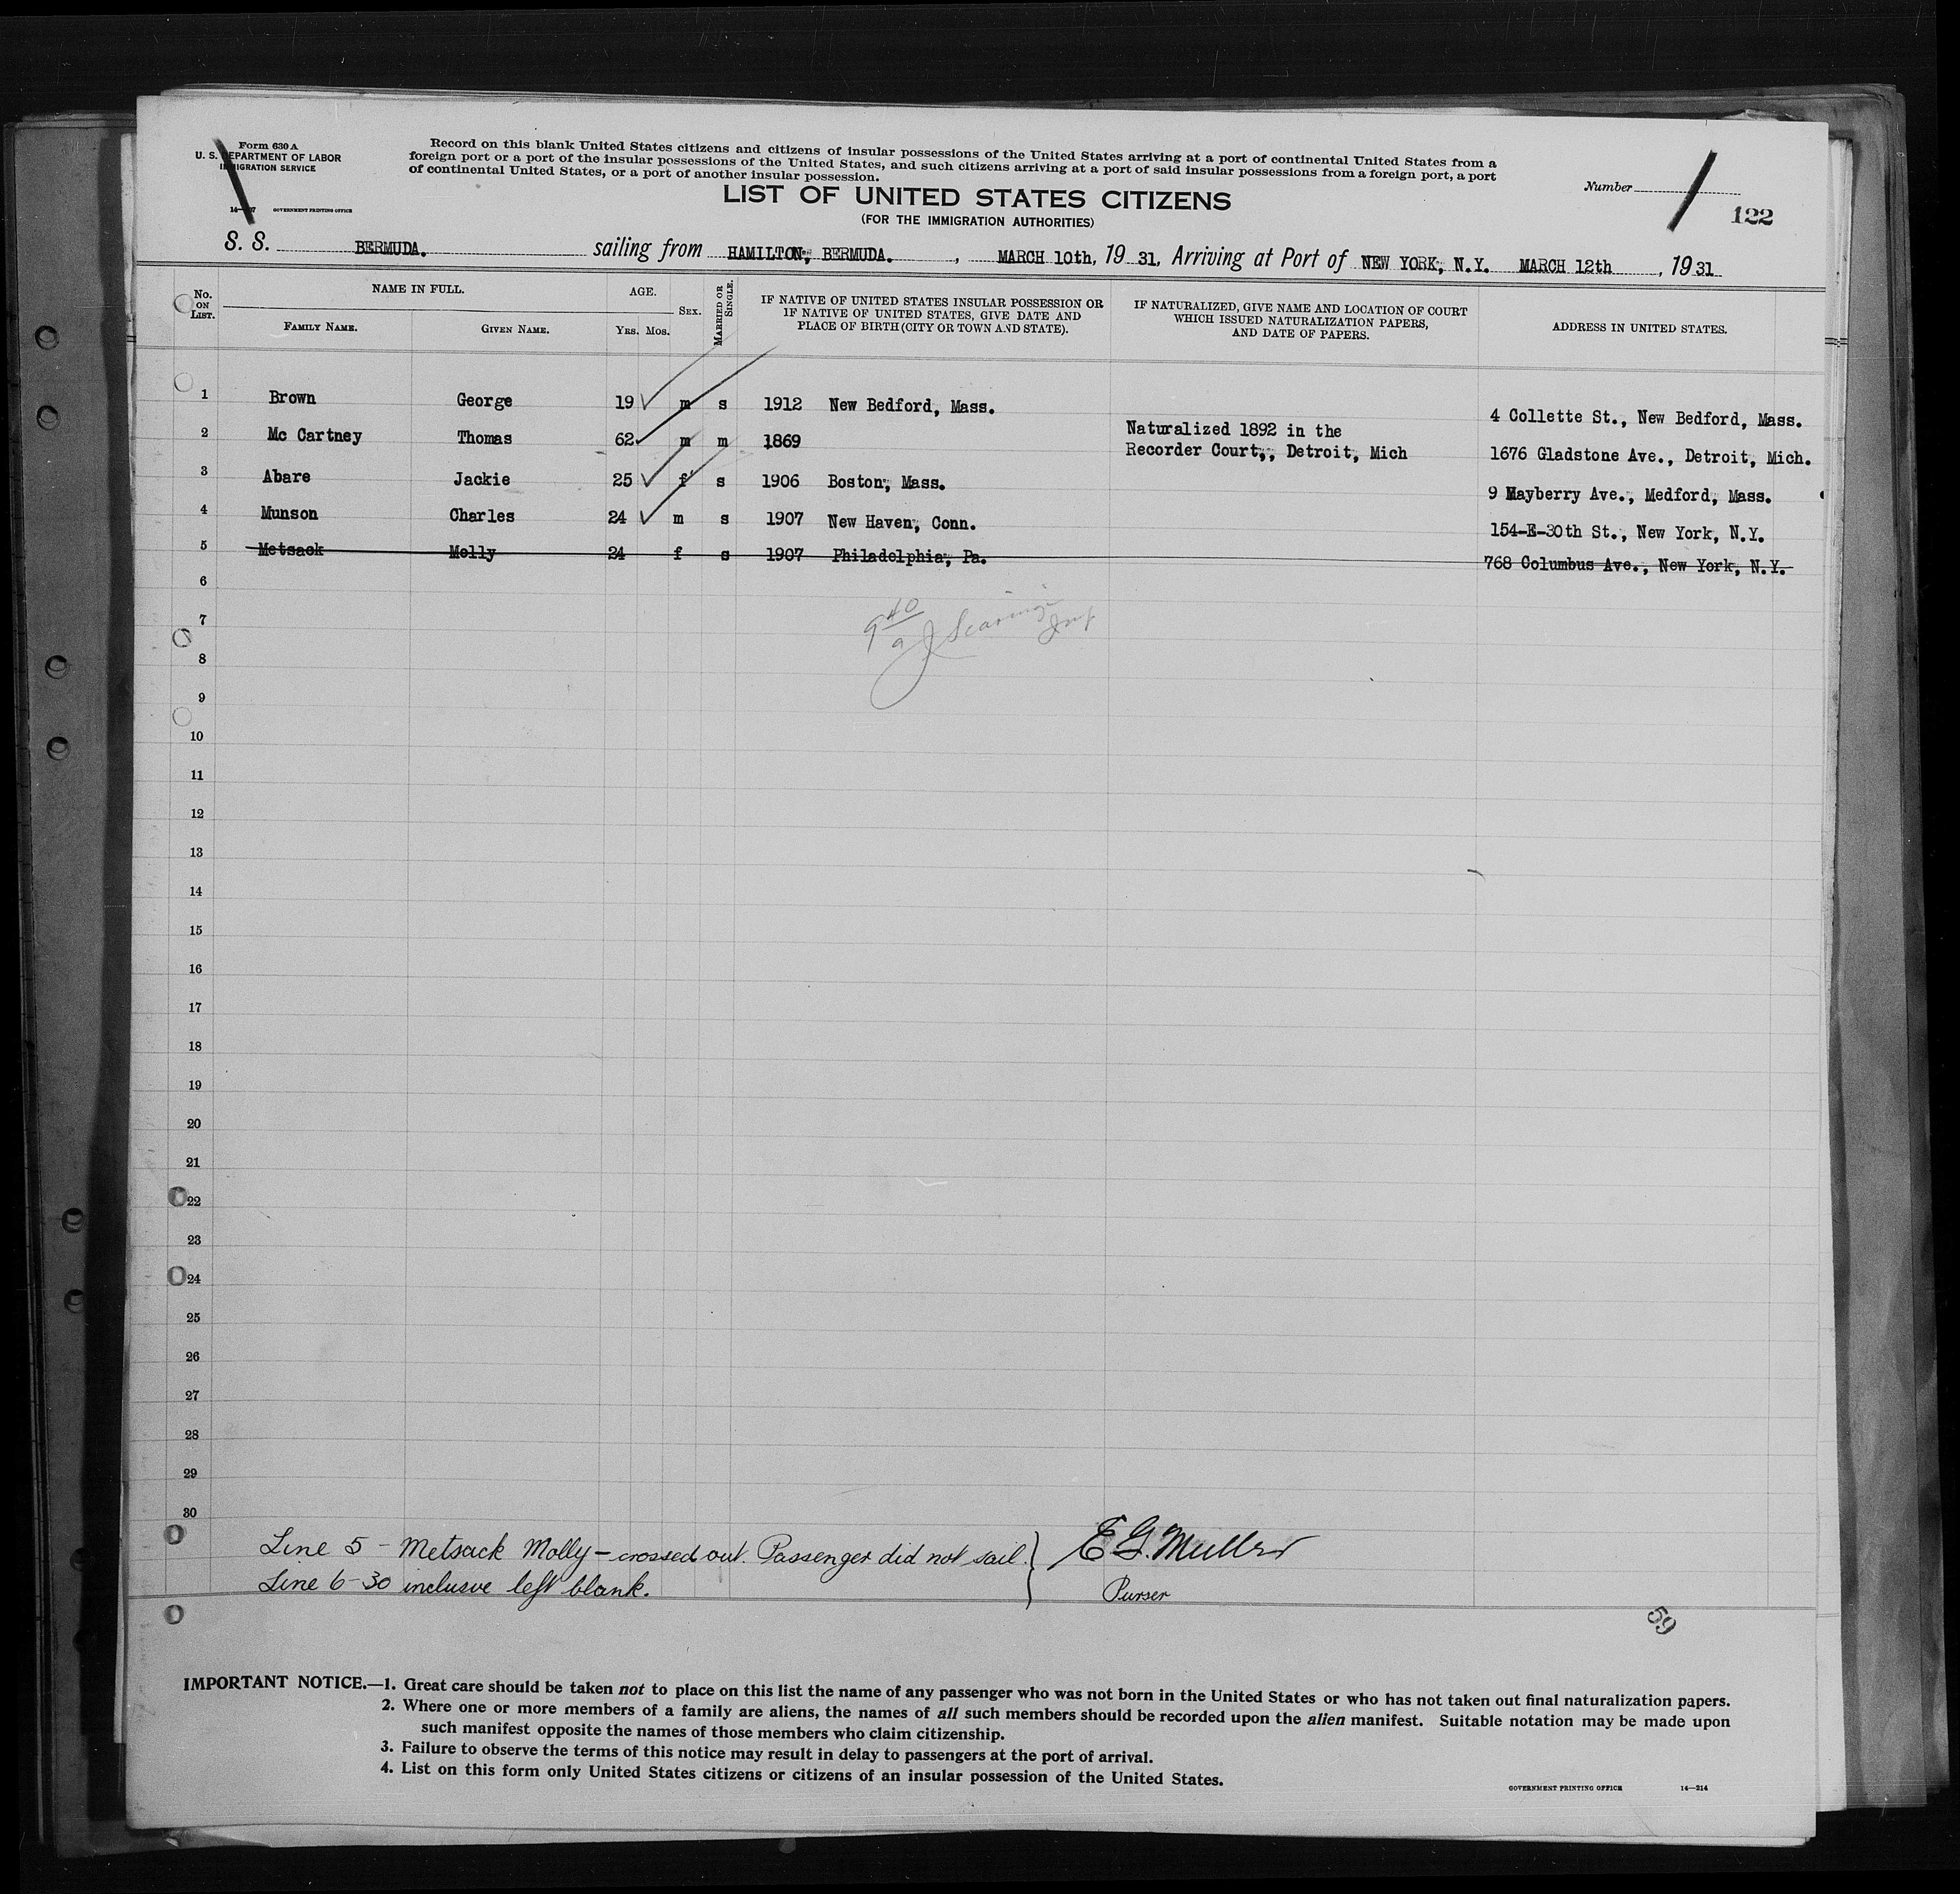 Form 630 A
U. S. DEPARTMENT OF LABOR
IMMIGRATION SERVICE
14—
GOVERNMENT PRINTING OFFICE
Record on this blank United States citizens and citizens of insular possessions of the United States arriving at a port of continental United States from a
foreign port or a port of the insular possessions of the United States, and such citizens arriving at a port of said insular possessions from a foreign port, a port
of continental United States, or a port of another insular possession.
LIST OF UNITED STATES CITIZENS
(FOR THE IMMIGRATION AUTHORITIES)
Number
122
S. S. BERMUDA. sailing from HAMILTON, BERMUDA. , MARCH 10th, 19 31, Arriving at Port of NEW YORK, N.Y. MARCH 12th , 19 31
No. ON LIST.
NAME IN FULL.
FAMILY NAME. GIVEN NAME.
AGE.
YRS. MOS.
SEX.
MARRIED OR SINGLE.
IF NATIVE OF UNITED STATES INSULAR POSSESSION OR
IF NATIVE OF UNITED STATES, GIVE DATE AND
PLACE OF BIRTH (CITY OR TOWN AND STATE).
IF NATURALIZED, GIVE NAME AND LOCATION OF COURT
WHICH ISSUED NATURALIZATION PAPERS,
AND DATE OF PAPERS.
ADDRESS IN UNITED STATES.
1 Brown George 19 m s 1912 New Bedford, Mass. 4 Collette St., New Bedford, Mass.
2 Mc Cartney Thomas 62 m m 1869 Naturalized 1892 in the
Recorder Court,, Detroit, Mich 1676 Gladstone Ave., Detroit, Mich.
3 Abare Jackie 25 f s 1906 Boston, Mass. 9 Mayberry Ave., Medford, Mass.
4 Munson Charles 24 m s 1907 New Haven, Conn. 154-E-30th St., New York, N.Y.
5 Metsack Molly 24 f s 1907 Philadelphia, Pa. 768 Columbus Ave., New York, N.Y.
6
7
8
9
10
11
12
13
14
15
16
17
18
19
20
21
22
23
24
25
26
27
28
29
30
9 40
a
Line 5 - Metsack Molly - crossed out. Passenger did not sail.
Line 6-30 inclusive left blank.
E G. Muller
Purser
59
IMPORTANT NOTICE.—1. Great care should be taken not to place on this list the name of any passenger who was not born in the United States or who has not taken out final naturalization papers.
2. Where one or more members of a family are aliens, the names of all such members should be recorded upon the alien manifest. Suitable notation may be made upon
such manifest opposite the names of those members who claim citizenship.
3. Failure to observe the terms of this notice may result in delay to passengers at the port of arrival.
4. List on this form only United States citizens or citizens of an insular possession of the United States.
GOVERNMENT PRINTING OFFICE 14—214